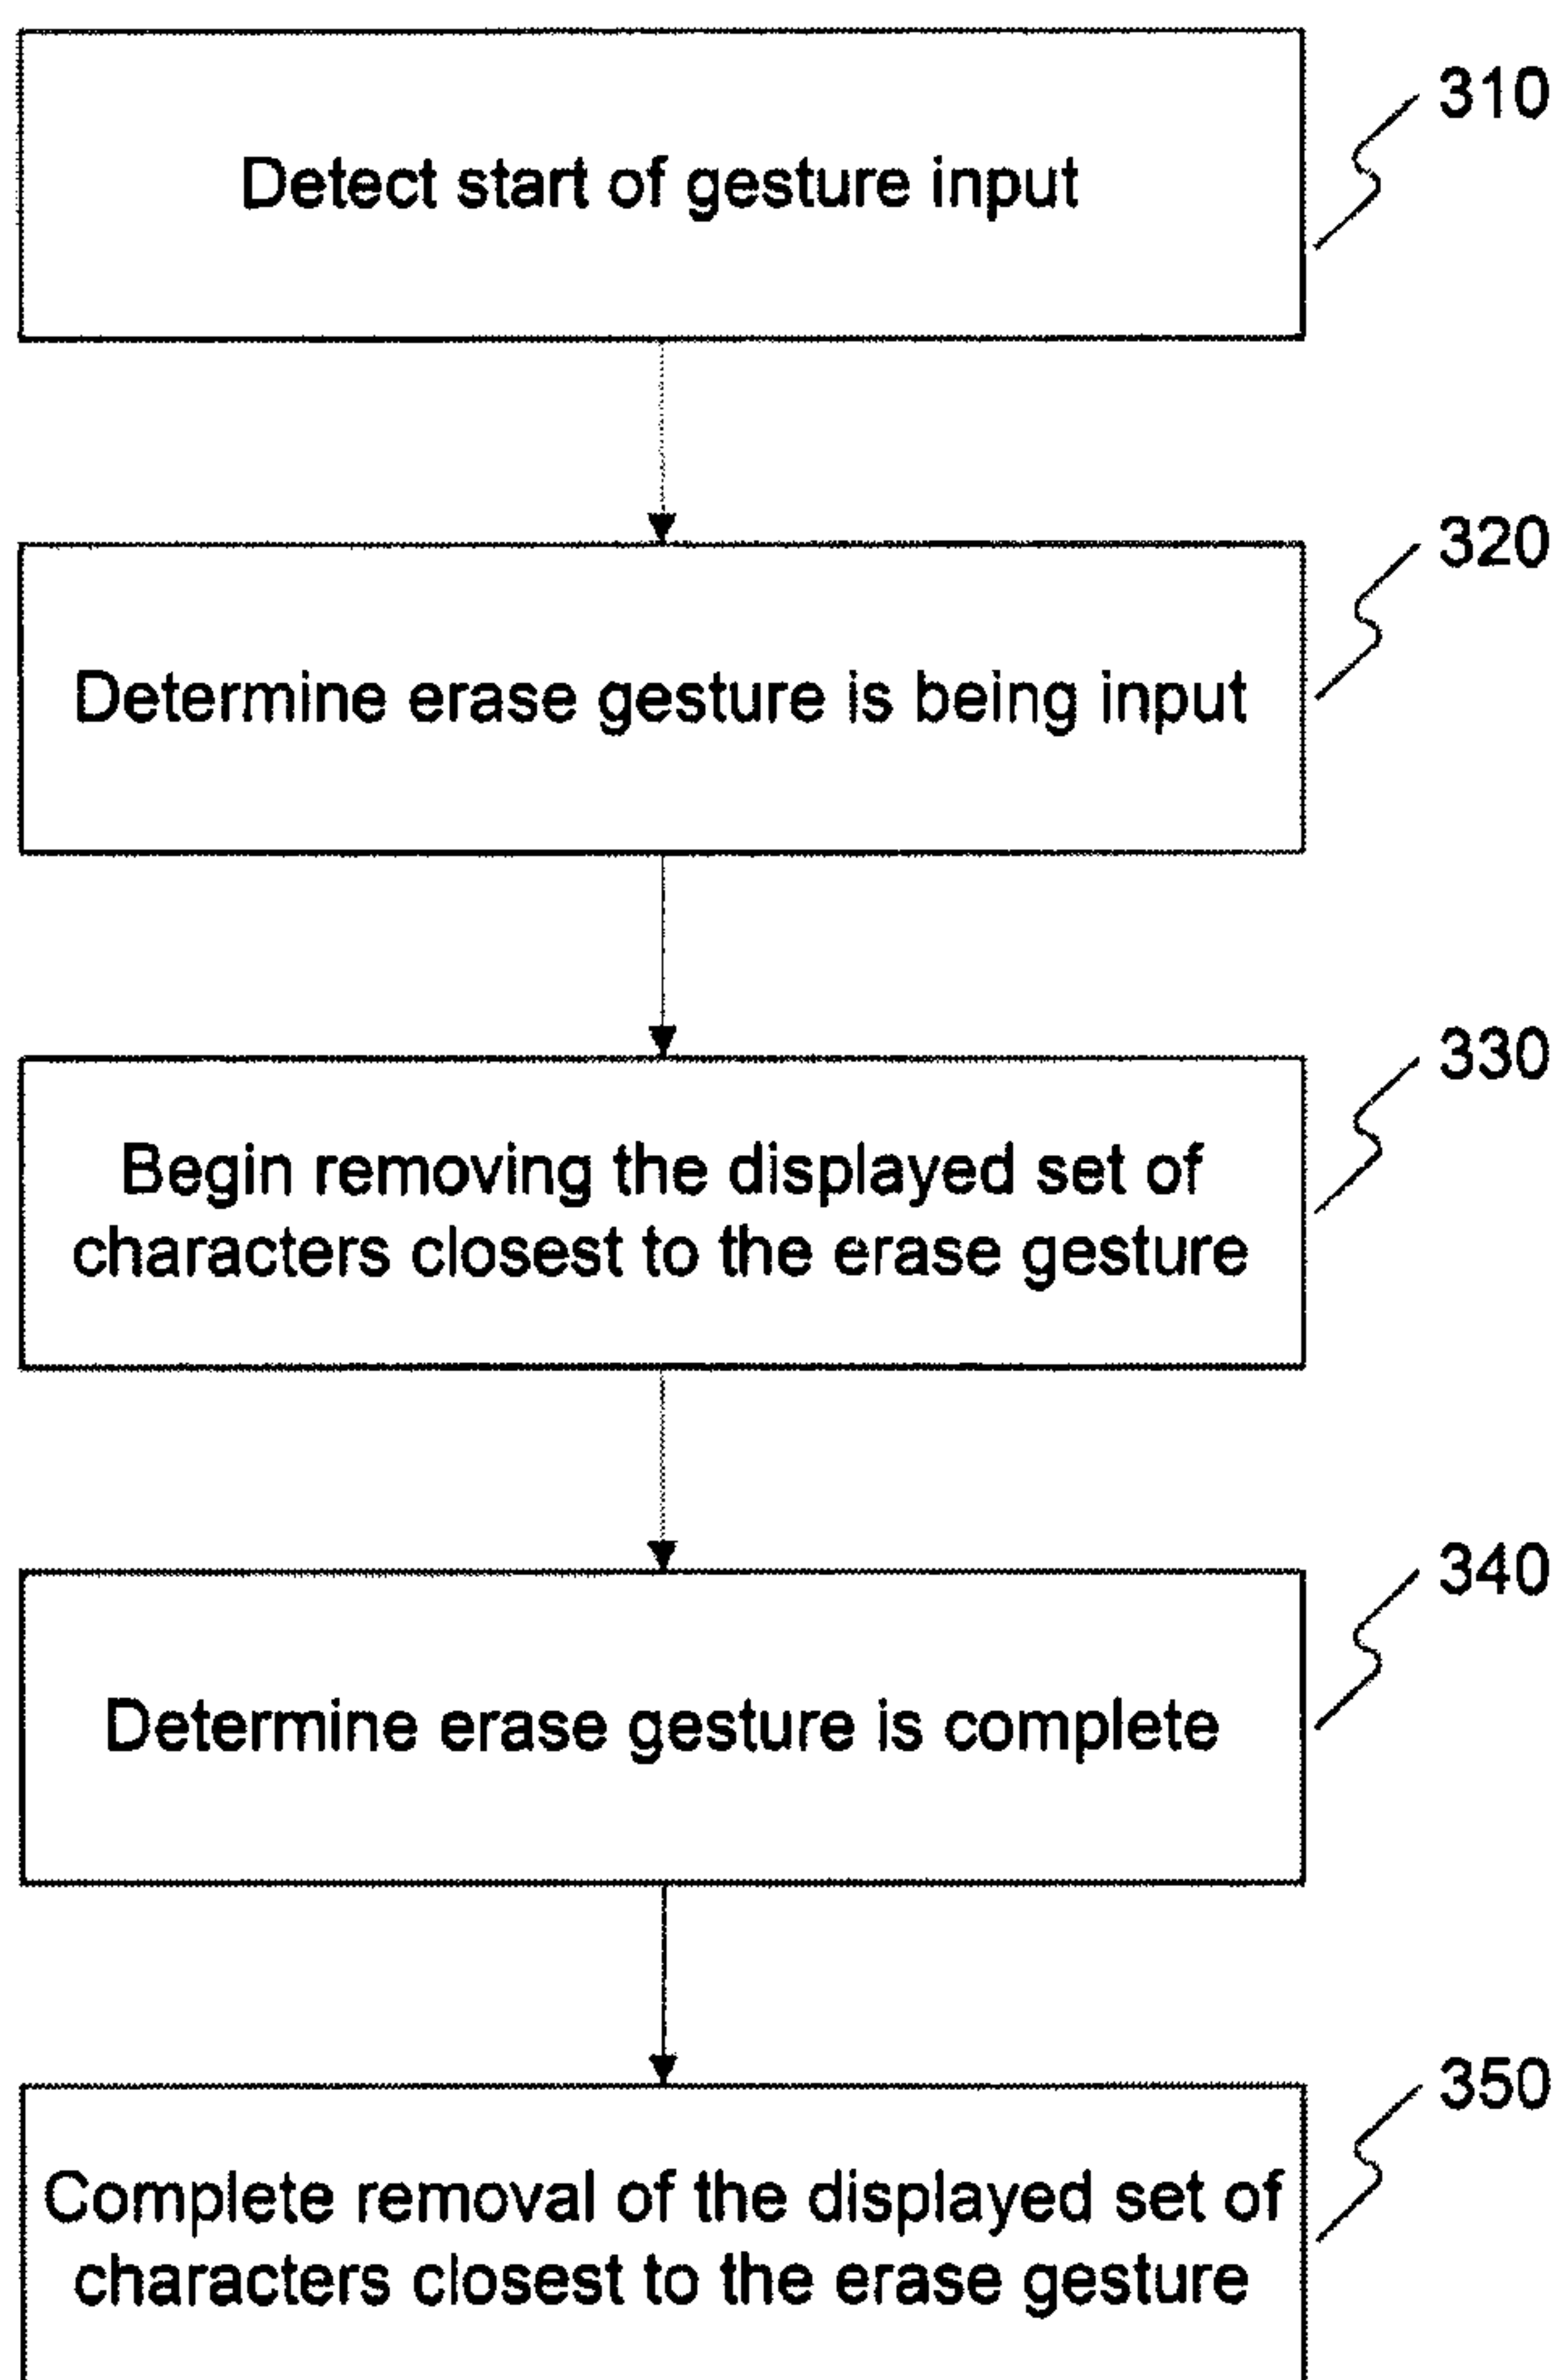 310
Detect start of gesture input
320
Determine erase gesture is being input
330
Begin removing the displayed set of
characters closest to the erase gesture
340
Determine erase gesture is complete
350
Complete removal of the displayed set of
characters closest to the erase gesture